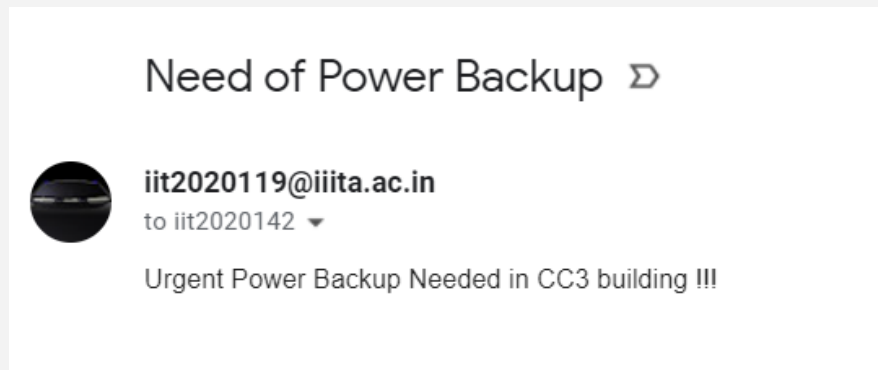 Need of Power Backup
iit2020119@iiita.ac.in
to iit2020142
Urgent Power Backup Needed in CC3 building !!!